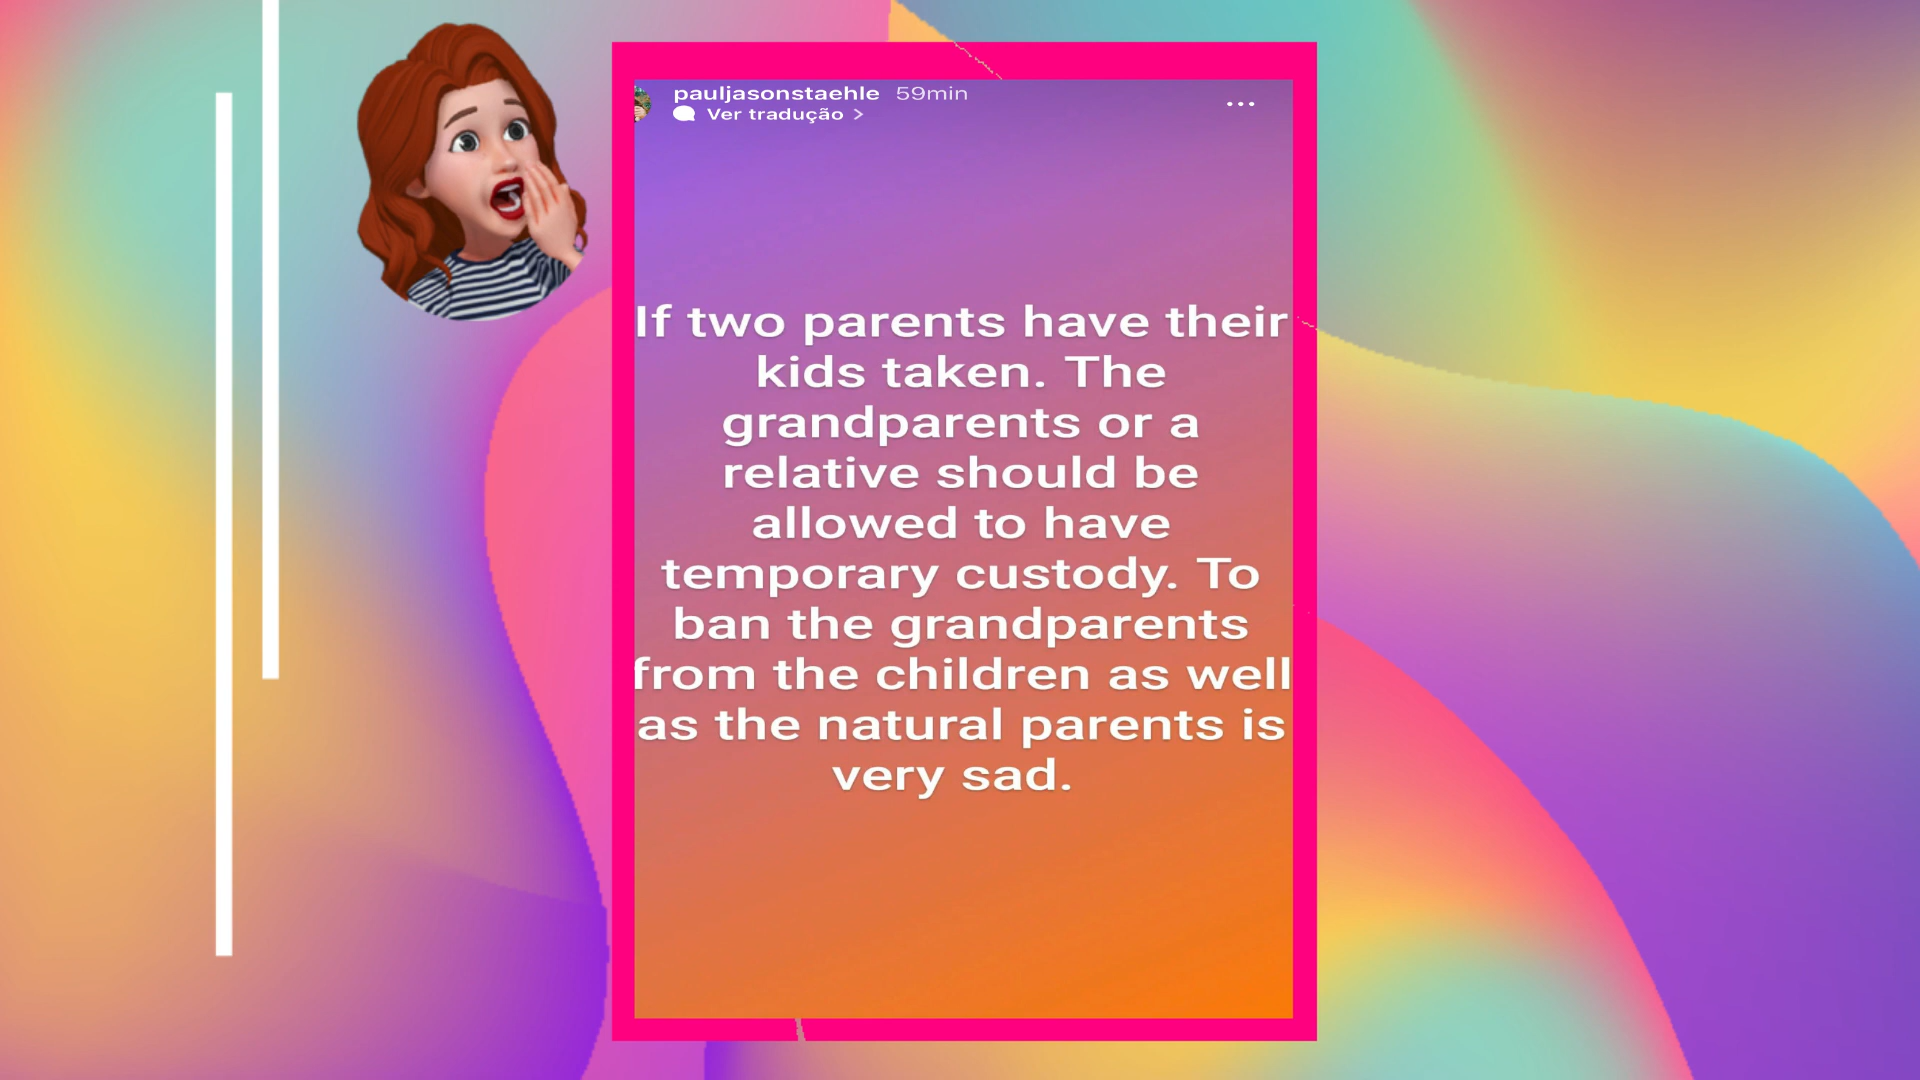 pauljasonstaehle 59min
Ver tradução >
If two parents have their
kids taken. The
grandparents or a
relative should be
allowed to have
temporary custody. To
ban the grandparents
from the children as well
as the natural parents is
very sad.